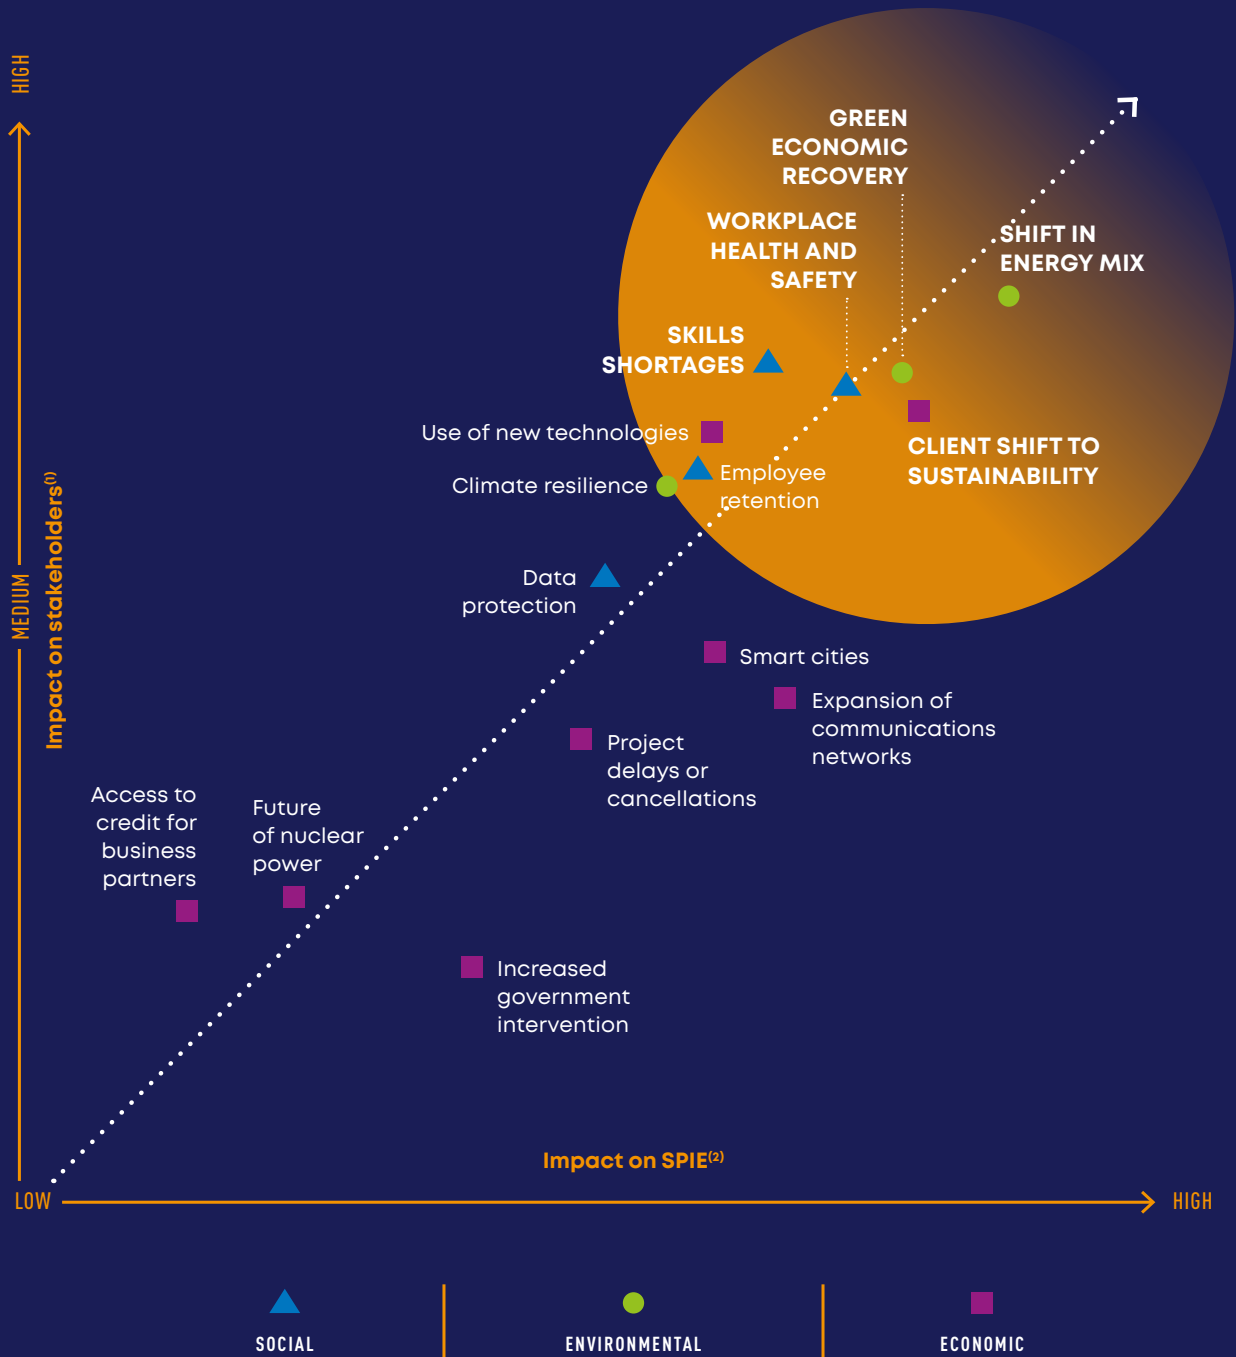 HIGH
GREEN
ECONOMIC
RECOVERY
WORKPLACE
HEALTH AND
SAFETY
SHIFT IN
ENERGY MIX
SKILLS
SHORTAGES
Use of new technologies
CLIENT SHIFT TO
SUSTAINABILITY
Climate resilience
Employee
retention
MEDIUM
Impact on stakeholders(1)
Data
protection
Smart cities
Expansion of
communications
networks
Project
delays or
cancellations
Access to
credit for
business
partners
Future
of nuclear
power
Increased
government
intervention
Impact on SPIE(2)
LOW
HIGH
SOCIAL
ENVIRONMENTAL
ECONOMIC